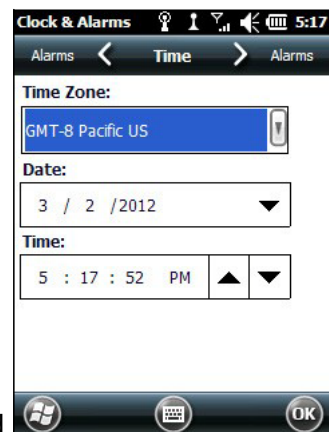 Clock & Alarms 5:17
Alarms Time Alarms
Time Zone:
GMT-8 Pacific US
Date:
3 / 2 /2012
Time:
5 : 17 : 52 PM
OK